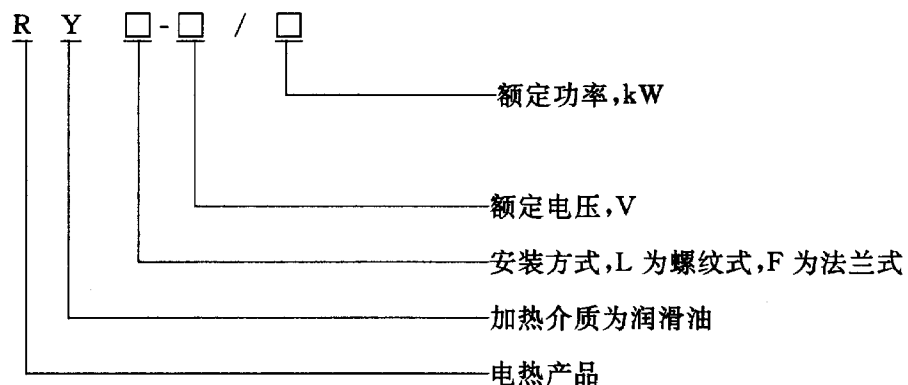 R Y □-□ / □
额定功率,kW
额定电压,V
安装方式,L 为螺纹式,F 为法兰式
加热介质为润滑油
电热产品